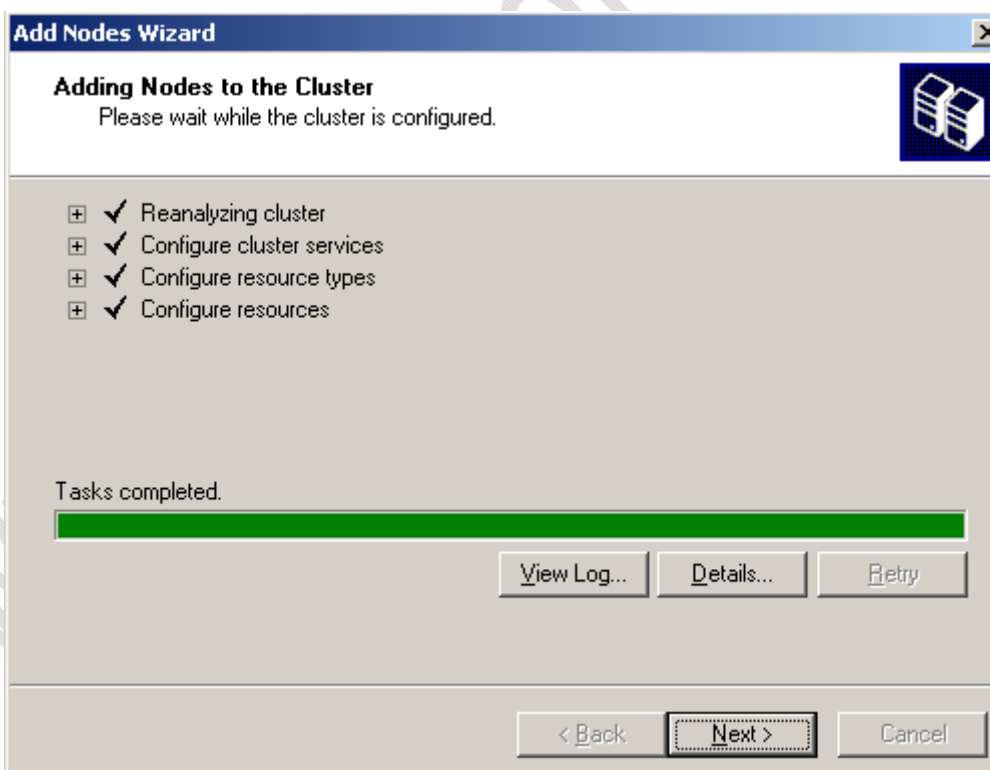 Add Nodes Wizard
Adding Nodes to the Cluster
Please wait while the cluster is configured.
Reanalyzing cluster
Configure cluster services
Configure resource types
Configure resources
Tasks completed.
View Log... Details... Retry
< Back Next > Cancel